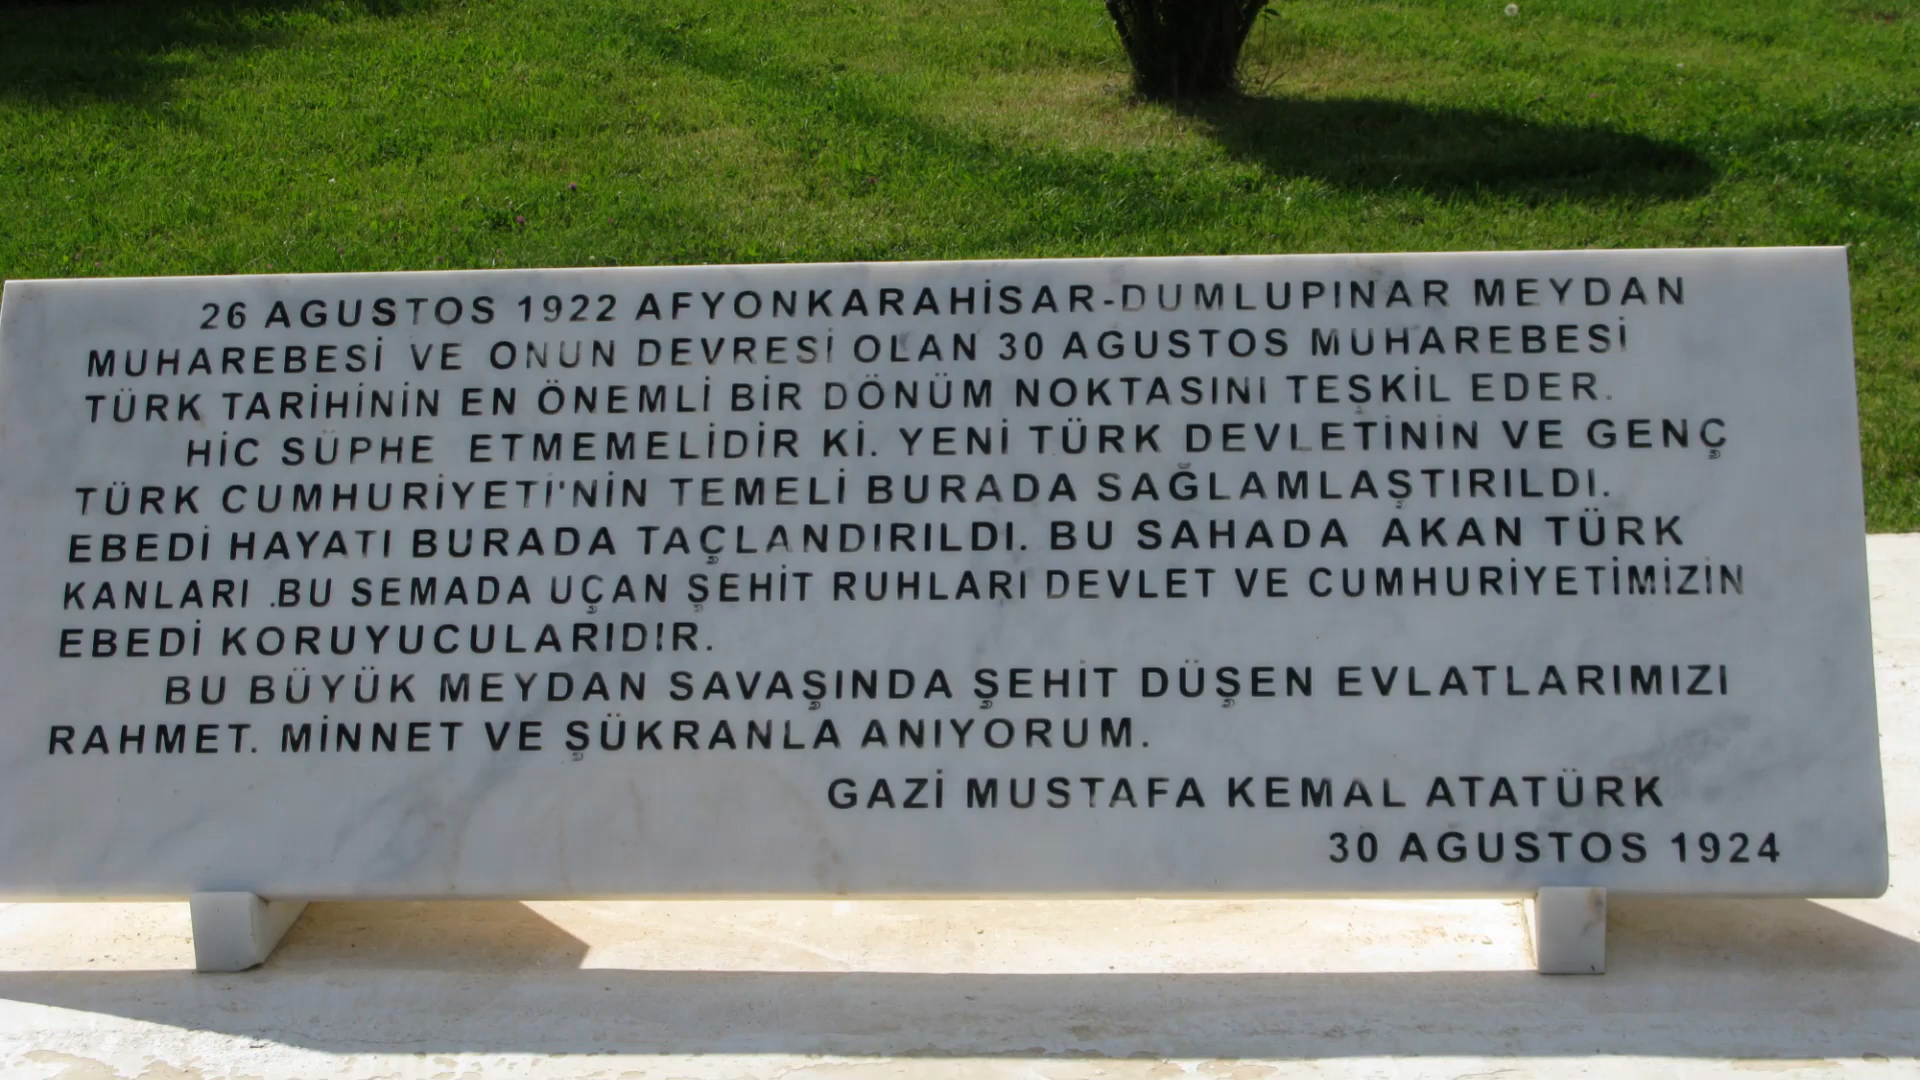 26 AGUSTOS 1922 AFYONKARAHİSAR-DUMLUPINAR MEYDAN
MUHAREBESİ VE ONUN DEVRESİ OLAN 30 AGUSTOS MUHAREBESİ
TÜRK TARİHİNİN EN ÖNEMLİ BİR DÖNÜM NOKTASINI TEŞKİL EDER.
HİC SÜPHE ETMEMELİDİR Kİ. YENİ TÜRK DEVLETİNİN VE GENÇ
TÜRK CUMHURİYETİ'NİN TEMELİ BURADA SAĞLAMLAŞTIRILDI.
EBEDİ HAYATI BURADA TAÇLANDIRILDI. BU SAHADA AKAN TÜRK
KANLARI .BU SEMADA UÇAN ŞEHİT RUHLARI DEVLET VE CUMHURİYETİMİZİN
EBEDİ KORUYUCULARIDIR.
BU BÜYÜK MEYDAN SAVAŞINDA ŞEHİT DÜŞEN EVLATLARIMIZI
RAHMET. MİNNET VE ŞÜKRANLA ANIYORUM.
GAZİ MUSTAFA KEMAL ATATÜRK
30 AĞUSTOS 1924